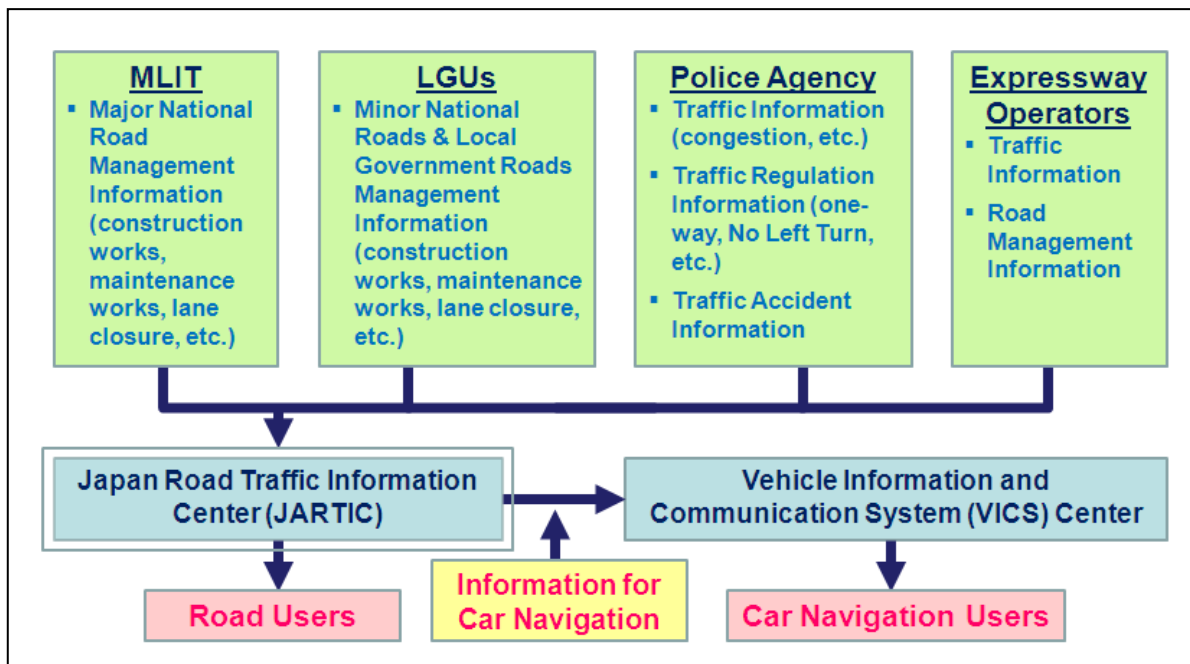 MLIT
▪ Major National
Road
Management
Information
(construction
works,
maintenance
works, lane
closure, etc.)
LGUs
▪ Minor National
Roads & Local
Government Roads
Management
Information
(construction
works, maintenance
works, lane closure,
etc.)
Police Agency
▪ Traffic Information
(congestion, etc.)
▪ Traffic Regulation
Information (one-
way, No Left Turn,
etc.)
▪ Traffic Accident
Information
Expressway
Operators
▪ Traffic
Information
▪ Road
Management
Information
Japan Road Traffic Information
Center (JARTIC)
Vehicle Information and
Communication System (VICS) Center
Road Users
Information for
Car Navigation
Car Navigation Users